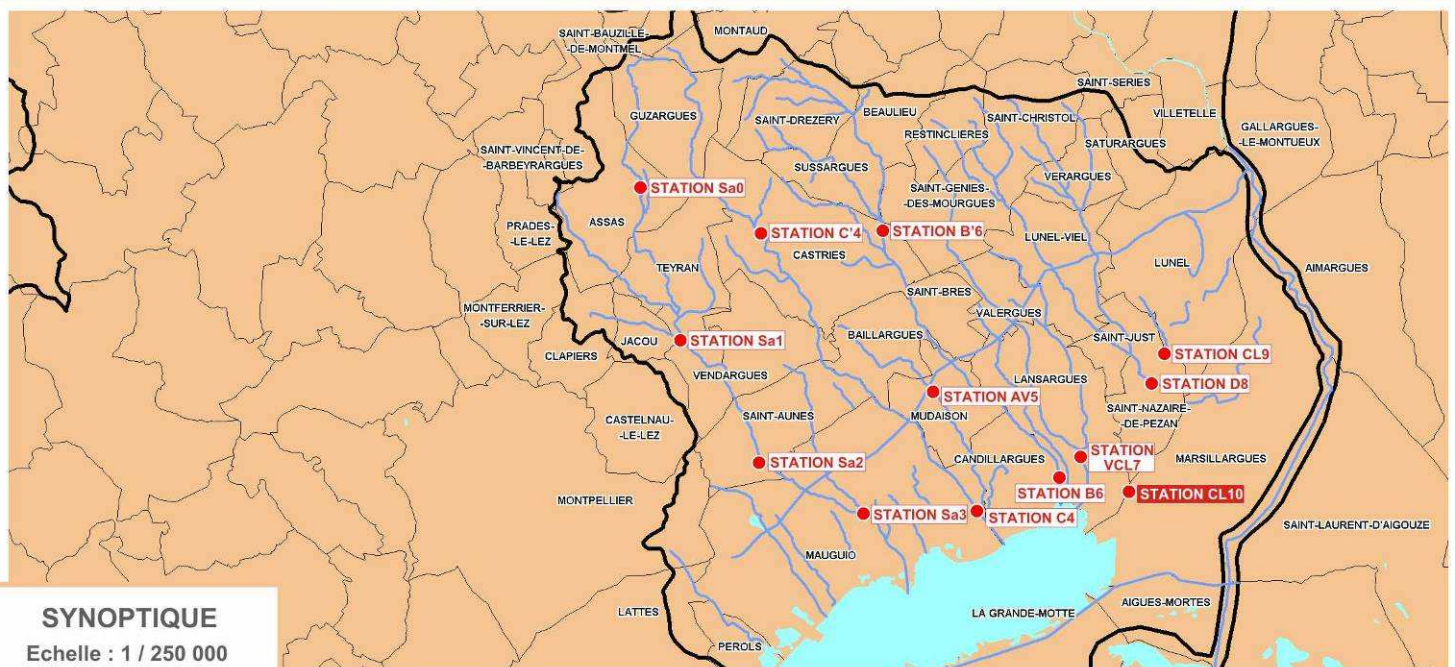 SAINT-BAUZILLE-
-DE-MONTMEL
MONTAUD
SAINT-SERIES
VILLETELLE
GALLARGUES-
-LE-MONTUEUX
GUZARGUES
SAINT-DREZERY
BEAULIEU
RESTINCLIERES
SAINT-CHRISTOL
SATURARGUES
SAINT-VINCENT-DE-
-BARBEYRARGUES
SUSSARGUES
SAINT-GENIES-
-DES-MOURGUES
VERARGUES
STATION Sa0
ASSAS
PRADES-
-LE-LEZ
STATION C'4
STATION B'6
LUNEL-VIEL
CASTRIES
TEYRAN
LUNEL
AIMARGUES
MONTFERRIER-
-SUR-LEZ
SAINT-BRES
VALERGUES
BAILLARGUES
SAINT-JUST
JACOU
STATION Sa1
CLAPIERS
STATION CL9
VENDARGUES
LANSARGUES
STATION D8
STATION AV5
SAINT-NAZAIRE-
-DE-PEZAN
SAINT-AUNES
MUDAISON
CASTELNAU-
-LE-LEZ
STATION
VCL7
MARSILLARGUES
CANDILLARGUES
STATION Sa2
STATION B6
STATION CL10
MONTPELLIER
STATION Sa3
STATION C4
SAINT-LAURENT-D'AIGOUZE
MAUGUIO
LATTES
LA GRANDE-MOTTE
AIGUES-MORTES
PEROLS
SYNOPTIQUE
Echelle : 1 / 250 000